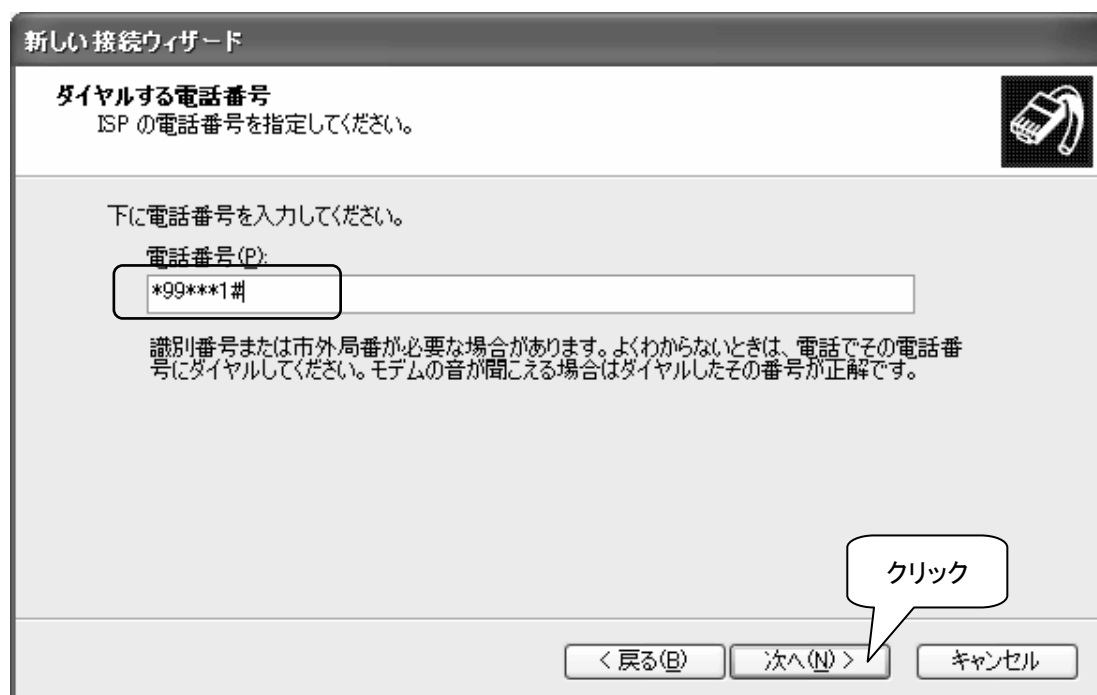 新しい接続ウィザード
ダイヤルする電話番号
ISP の電話番号を指定してください。
下に電話番号を入力してください。
電話番号(P):
*99***1#
識別番号または市外局番が必要な場合があります。よくわからないときは、電話でその電話番
号にダイヤルしてください。モデムの音が聞こえる場合はダイヤルしたその番号が正解です。
クリック
< 戻る(B)
次へ(N) >
キャンセル